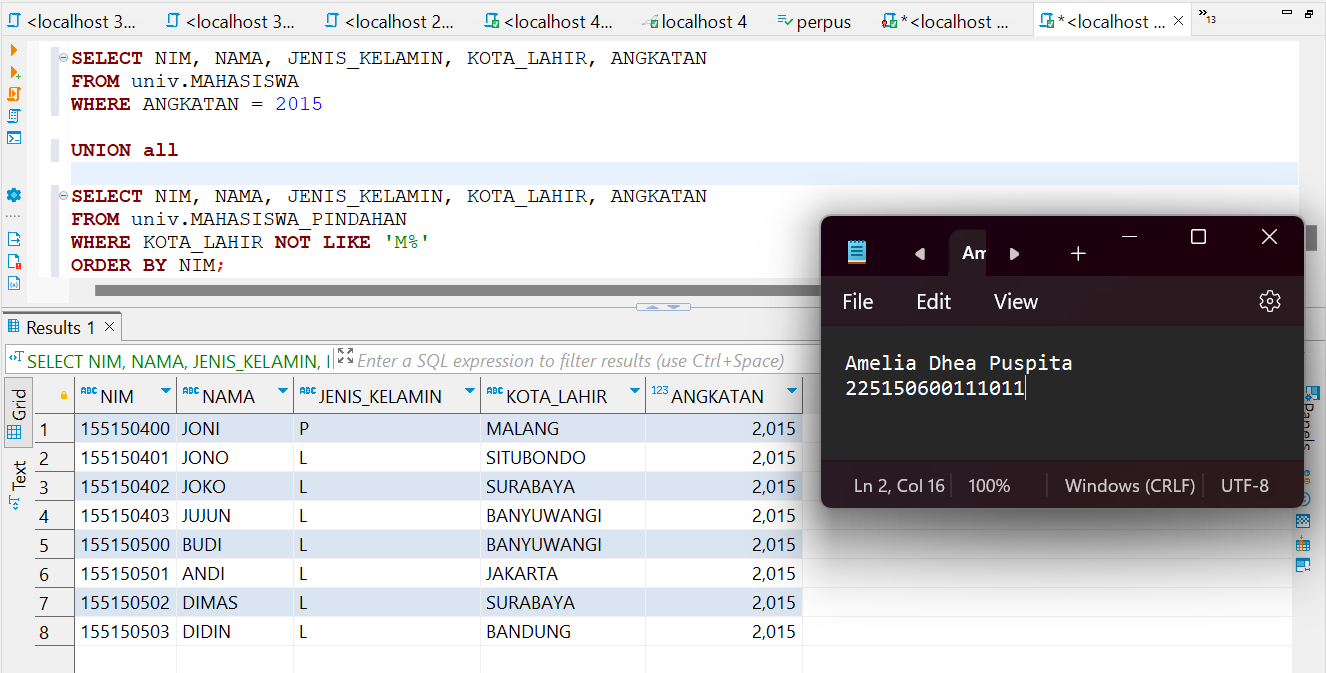 <localhost 3... <localhost 3... <localhost 2... <localhost 4... localhost 4 perpus *<localhost ... *<localhost ... »13
SELECT NIM, NAMA, JENIS_KELAMIN, KOTA_LAHIR, ANGKATAN
FROM univ.MAHASISWA
WHERE ANGKATAN = 2015
UNION all
SELECT NIM, NAMA, JENIS_KELAMIN, KOTA_LAHIR, ANGKATAN
FROM univ.MAHASISWA_PINDAHAN
WHERE KOTA_LAHIR NOT LIKE 'M%'
ORDER BY NIM;
Results 1
SELECT NIM, NAMA, JENIS_KELAMIN, I Enter a SQL expression to filter results (use Ctrl+Space)
Grid
Text
ABC NIM ABC NAMA ABC JENIS_KELAMIN ABC KOTA_LAHIR 123 ANGKATAN
1 155150400 JONI P MALANG 2,015
2 155150401 JONO L SITUBONDO 2,015
3 155150402 JOKO L SURABAYA 2,015
4 155150403 JUJUN L BANYUWANGI 2,015
5 155150500 BUDI L BANYUWANGI 2,015
6 155150501 ANDI L JAKARTA 2,015
7 155150502 DIMAS L SURABAYA 2,015
8 155150503 DIDIN L BANDUNG 2,015
Am
File Edit View
Amelia Dhea Puspita
225150600111011
Ln 2, Col 16 100% Windows (CRLF) UTF-8
Panels